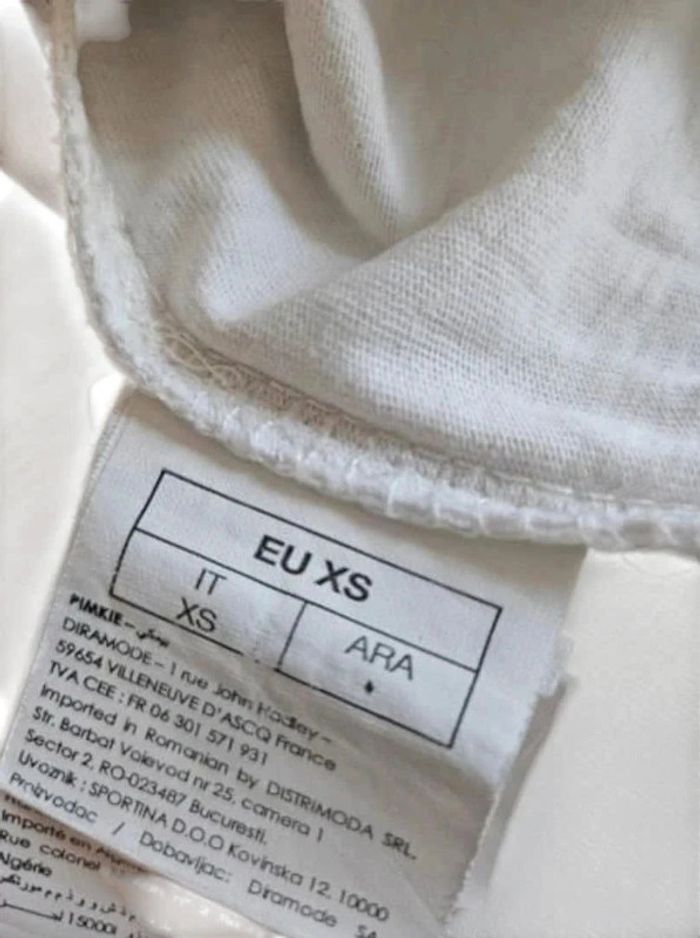 EU XS
IT
XS
ARA
PIMKIE-
DIRAMODE - 1 rue John Hadley -
59654 VILLENEUVE D'ASCQ France
TVA CEE : FR 06 301 571 931
Imported in Romanian by DISTRIMODA SRL.
Str. Barbat Voievod nr 25, camera 1
Sector 2. RO-023487 Bucuresti.
Uvoznik : SPORTINA D.O.O Kovinska 12, 10000
Proizvodac / Dobavljac: Diramode SA
Importé en
Rue colonel
Ngérie
15000